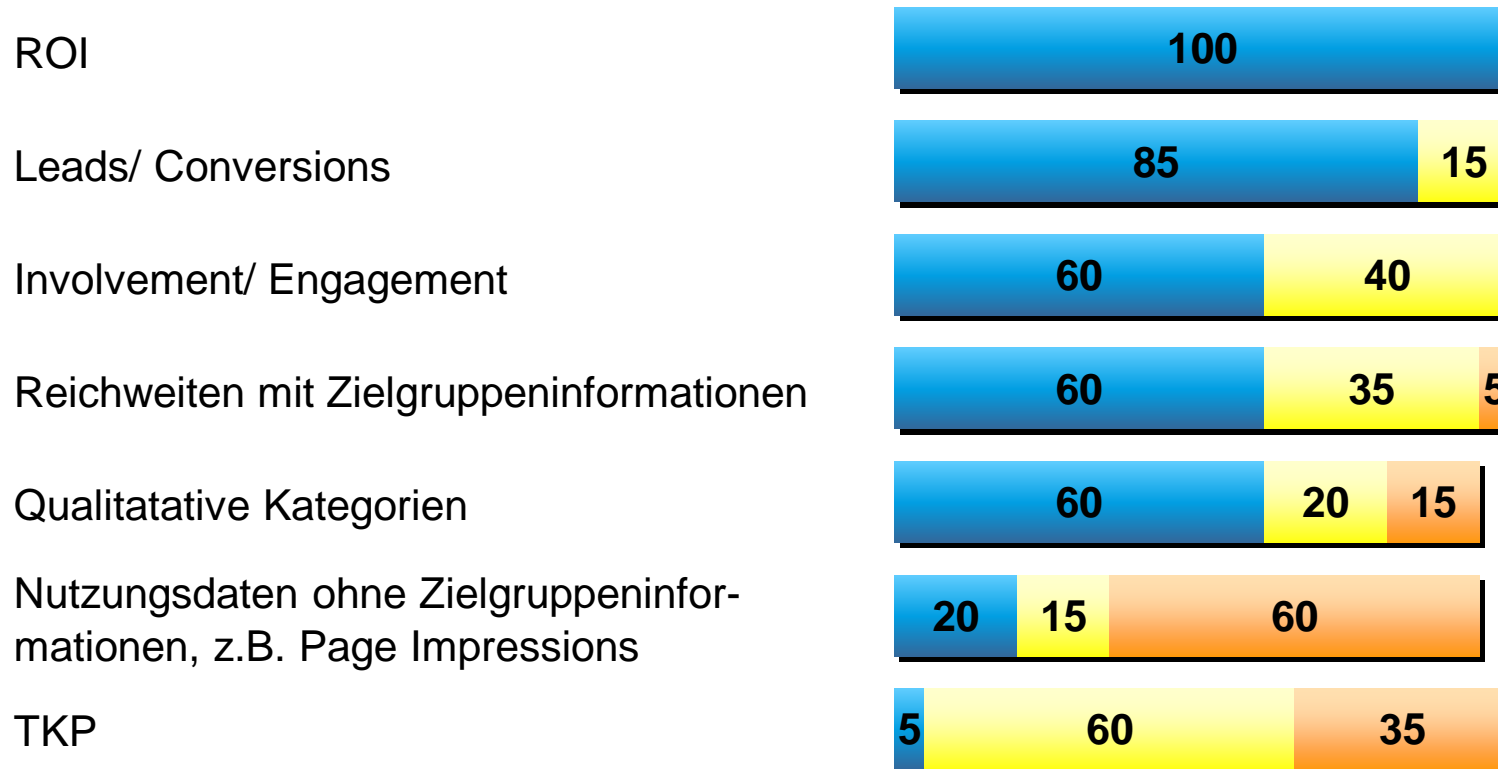 ROI 100
Leads/ Conversions 85 15
Involvement/ Engagement 60 40
Reichweiten mit Zielgruppeninformationen 60 35 5
Qualitatative Kategorien 60 20 15
Nutzungsdaten ohne Zielgruppeninfor-
mationen, z.B. Page Impressions 20 15 60
TKP 5 60 35